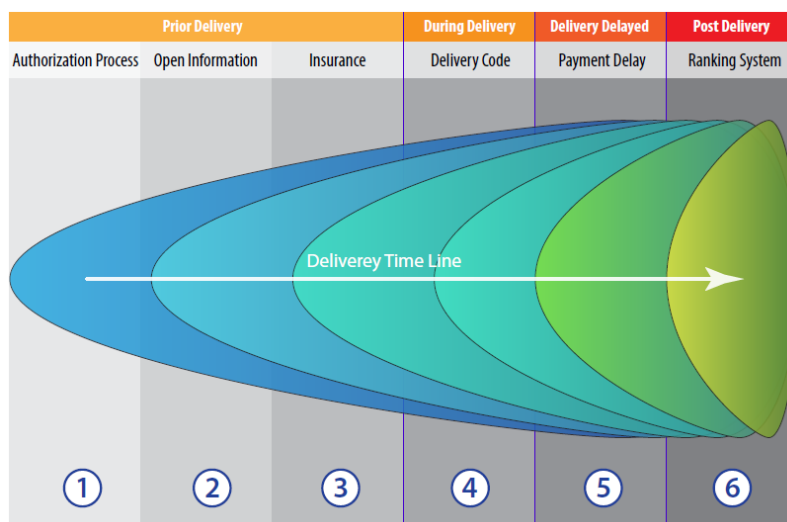 Prior Delivery During Delivery Delivery Delayed Post Delivery
Authorization Process Open Information Insurance Delivery Code Payment Delay Ranking System
Deliverey Time Line
1 2 3 4 5 6